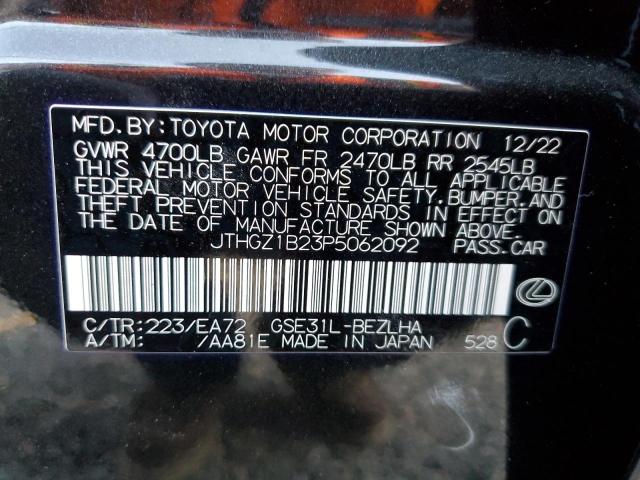 MFD.BY:TOYOTA MOTOR CORPORATION 12/22
GVWR 4700LB GAWR FR 2470LB RR 2545LB
THIS VEHICLE CONFORMS TO ALL APPLICABLE
FEDERAL MOTOR VEHICLE SAFETY,BUMPER,AND
THEFT PREVENTION STANDARDS IN EFFECT ON
THE DATE OF MANUFACTURE SHOWN ABOVE.
JTHGZ1B23P5062092 PASS.CAR
C/TR:223/EA72 GSE31L-BEZLHA C
A/TM: /AA81E MADE IN JAPAN 528